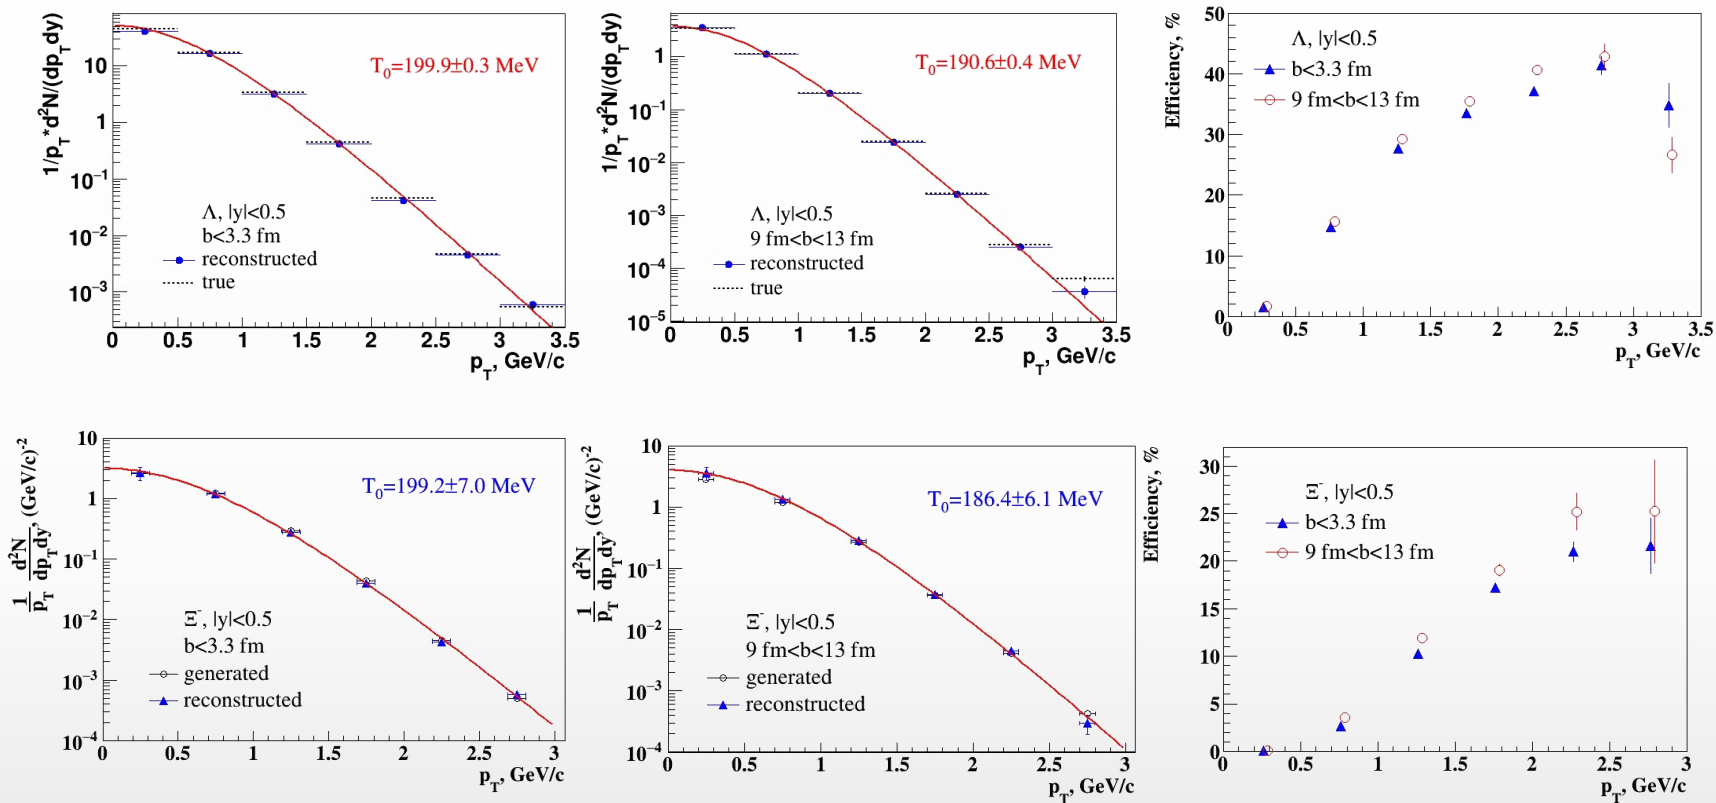 1/p_T*d²N/(dp_T dy)
10
1
10⁻¹
10⁻²
10⁻³
T₀=199.9±0.3 MeV
Λ, |y|<0.5
b<3.3 fm
reconstructed
true
0 0.5 1 1.5 2 2.5 3 3.5
p_T, GeV/c
1/p_T*d²N/(dp_T dy)
1
10⁻¹
10⁻²
10⁻³
10⁻⁴
10⁻⁵
T₀=190.6±0.4 MeV
Λ, |y|<0.5
9 fm<b<13 fm
reconstructed
true
0 0.5 1 1.5 2 2.5 3 3.5
p_T, GeV/c
Efficiency, %
50
40
30
20
10
0
Λ, |y|<0.5
b<3.3 fm
9 fm<b<13 fm
0 0.5 1 1.5 2 2.5 3 3.5
p_T, GeV/c
1/p_T d²N/dp_T dy, (GeV/c)⁻²
10
1
10⁻¹
10⁻²
10⁻³
10⁻⁴
T₀=199.2±7.0 MeV
Ξ⁻, |y|<0.5
b<3.3 fm
generated
reconstructed
0 0.5 1 1.5 2 2.5 3
p_T, GeV/c
1/p_T d²N/dp_T dy, (GeV/c)⁻²
10
1
10⁻¹
10⁻²
10⁻³
10⁻⁴
T₀=186.4±6.1 MeV
Ξ⁻, |y|<0.5
9 fm<b<13 fm
generated
reconstructed
0 0.5 1 1.5 2 2.5 3
p_T, GeV/c
Efficiency, %
30
25
20
15
10
5
0
Ξ⁻, |y|<0.5
b<3.3 fm
9 fm<b<13 fm
0 0.5 1 1.5 2 2.5 3
p_T, GeV/c